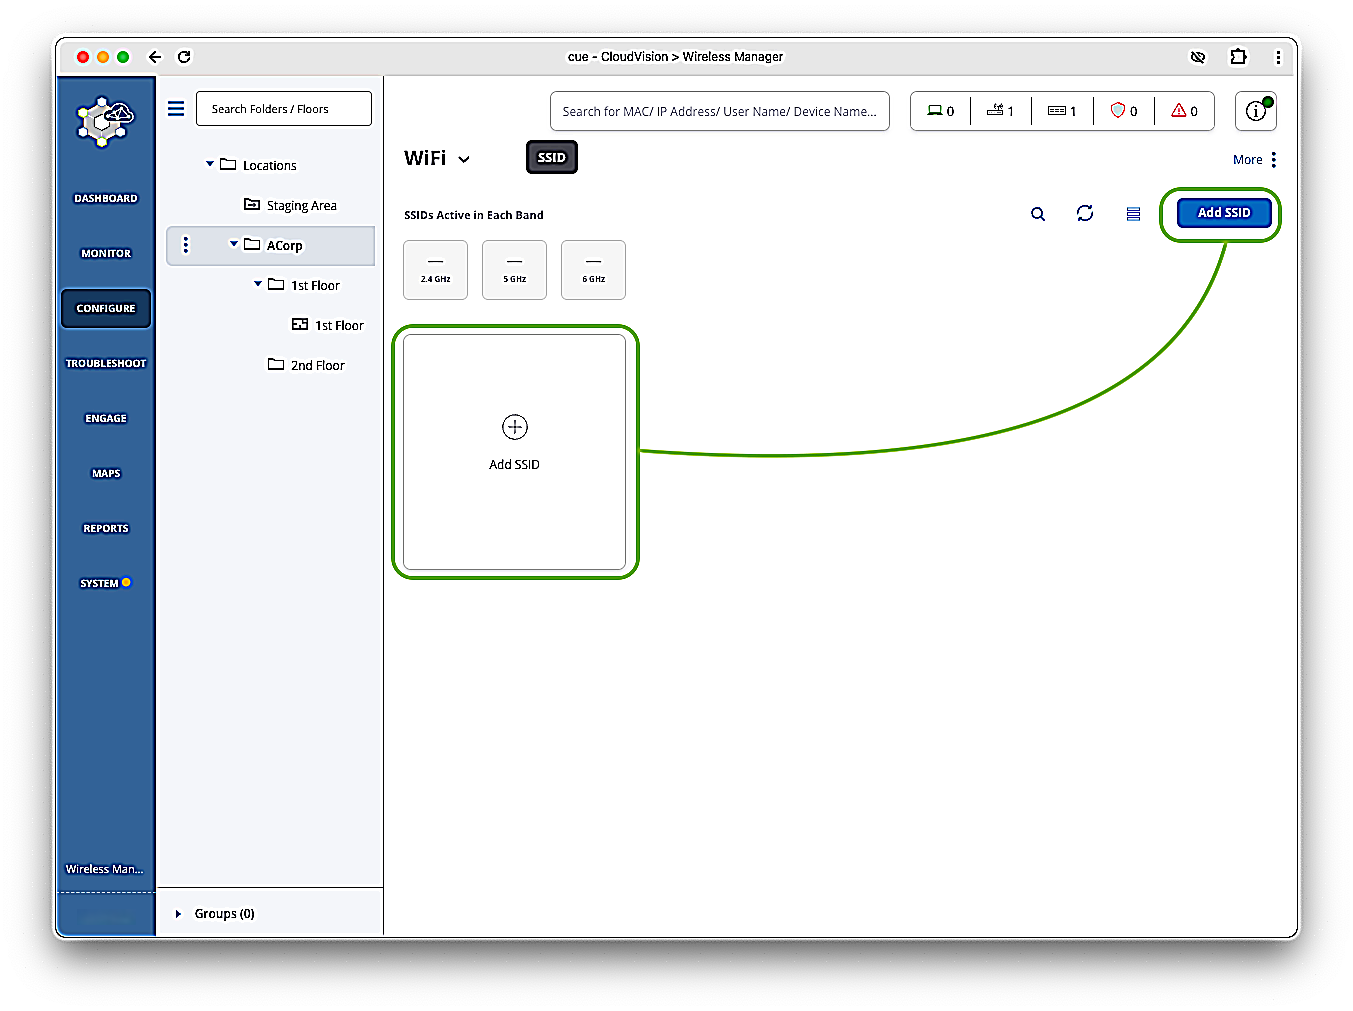 cue - CloudVision > Wireless Manager
Search Folders / Floors
Search for MAC/ IP Address/ User Name/ Device Name...
0
1
1
0
0
DASHBOARD
MONITOR
CONFIGURE
TROUBLESHOOT
ENGAGE
MAPS
REPORTS
SYSTEM
Wireless Man...
Locations
Staging Area
ACorp
1st Floor
1st Floor
2nd Floor
Groups (0)
WiFi
SSID
More
SSIDs Active in Each Band
Add SSID
— 2.4 GHz
— 5 GHz
— 6 GHz
Add SSID